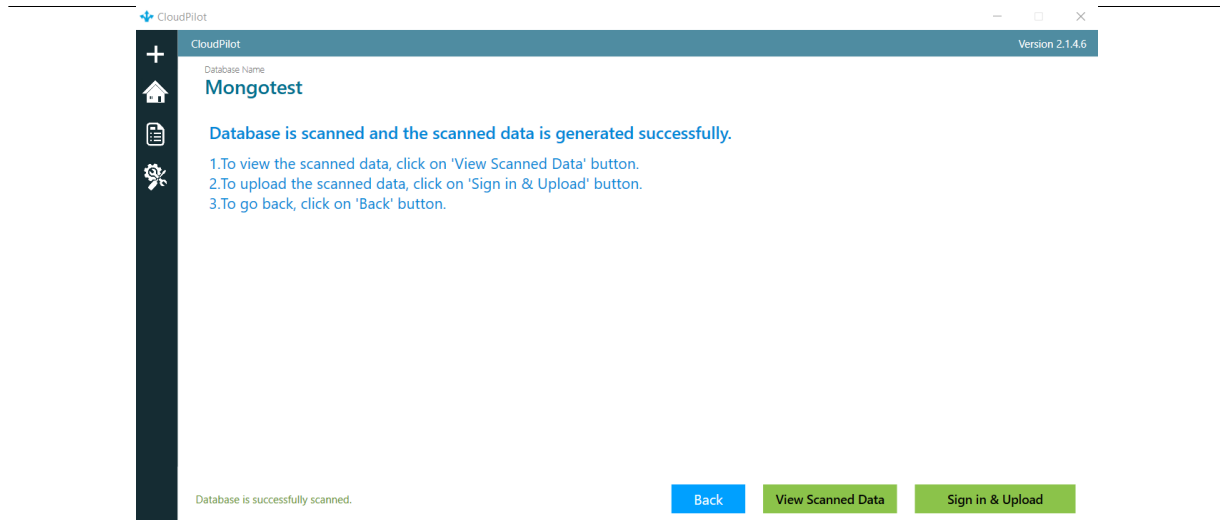 CloudPilot
CloudPilot
Version 2.1.4.6
Database Name
Mongotest
Database is scanned and the scanned data is generated successfully.
1.To view the scanned data, click on 'View Scanned Data' button.
2.To upload the scanned data, click on 'Sign in & Upload' button.
3.To go back, click on 'Back' button.
Database is successfully scanned.
Back
View Scanned Data
Sign in & Upload